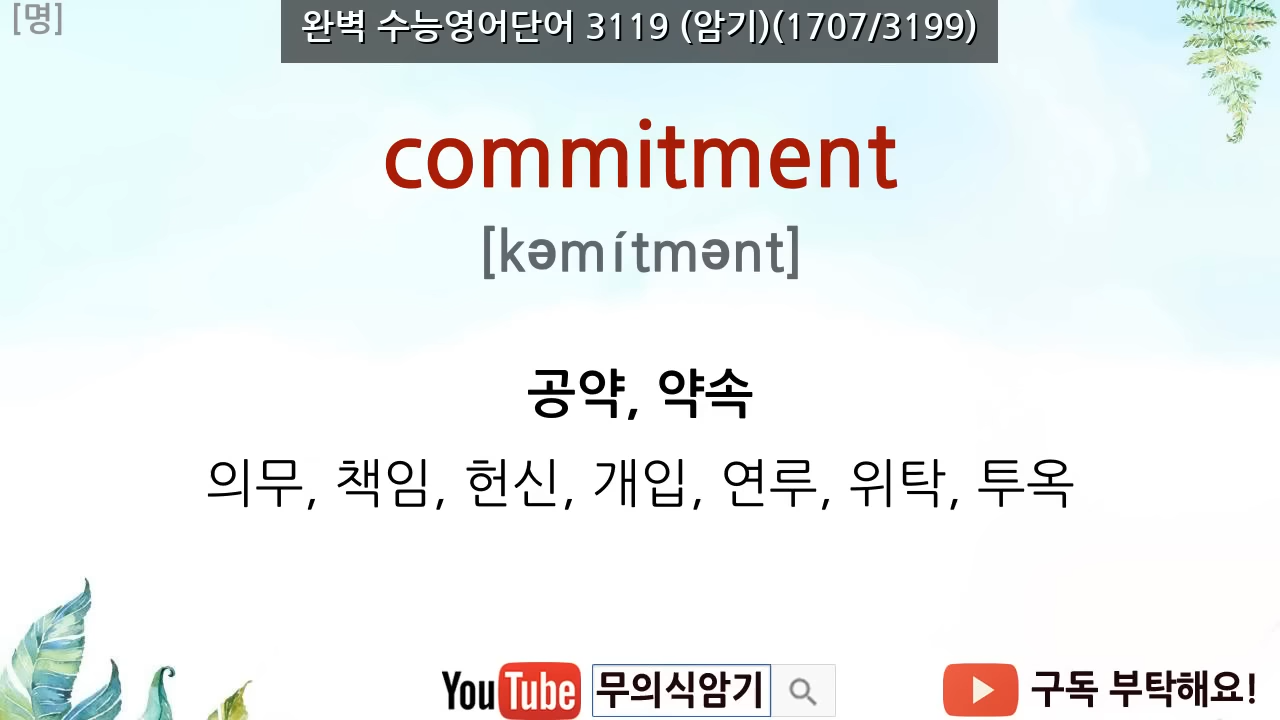 [명]
완벽 수능영어단어 3119 (암기)(1707/3199)
commitment
[kəmítmənt]
공약, 약속
의무, 책임, 헌신, 개입, 연루, 위탁, 투옥
YouTube 무의식암기 구독 부탁해요!